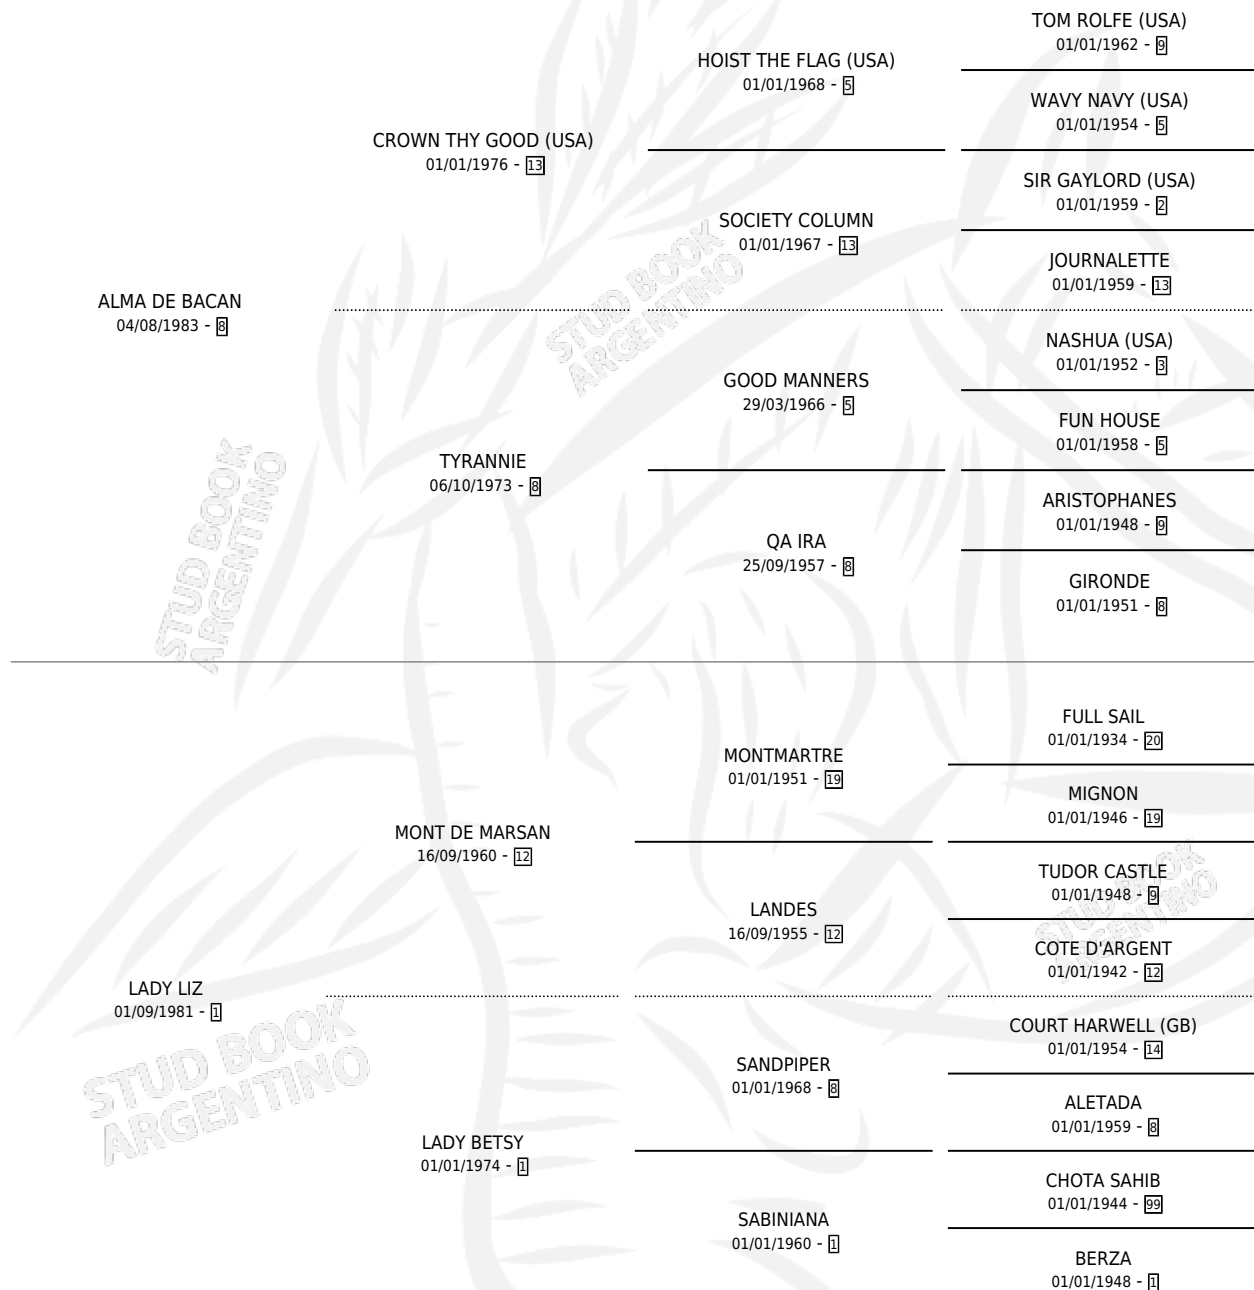 TOM ROLFE (USA)
01/01/1962 - 9
HOIST THE FLAG (USA)
01/01/1968 - 5
WAVY NAVY (USA)
01/01/1954 - 5
CROWN THY GOOD (USA)
01/01/1976 - 13
SIR GAYLORD (USA)
01/01/1959 - 2
SOCIETY COLUMN
01/01/1967 - 13
JOURNALETTE
01/01/1959 - 13
ALMA DE BACAN
04/08/1983 - 8
NASHUA (USA)
01/01/1952 - 3
GOOD MANNERS
29/03/1966 - 5
FUN HOUSE
01/01/1958 - 5
TYRANNIE
06/10/1973 - 8
ARISTOPHANES
01/01/1948 - 9
QA IRA
25/09/1957 - 8
GIRONDE
01/01/1951 - 8
FULL SAIL
01/01/1934 - 20
MONTMARTRE
01/01/1951 - 19
MIGNON
01/01/1946 - 19
MONT DE MARSAN
16/09/1960 - 12
TUDOR CASTLE
01/01/1948 - 9
LANDES
16/09/1955 - 12
COTE D'ARGENT
01/01/1942 - 12
LADY LIZ
01/09/1981 - 1
COURT HARWELL (GB)
01/01/1954 - 14
SANDPIPER
01/01/1968 - 8
ALETADA
01/01/1959 - 8
LADY BETSY
01/01/1974 - 1
CHOTA SAHIB
01/01/1944 - 99
SABINIANA
01/01/1960 - 1
BERZA
01/01/1948 - 1
STUD BOOK
ARGENTINO
STUD BOOK
ARGENTINO
STUD BOOK
ARGENTINO
STUD BOOK
ARGENTINO